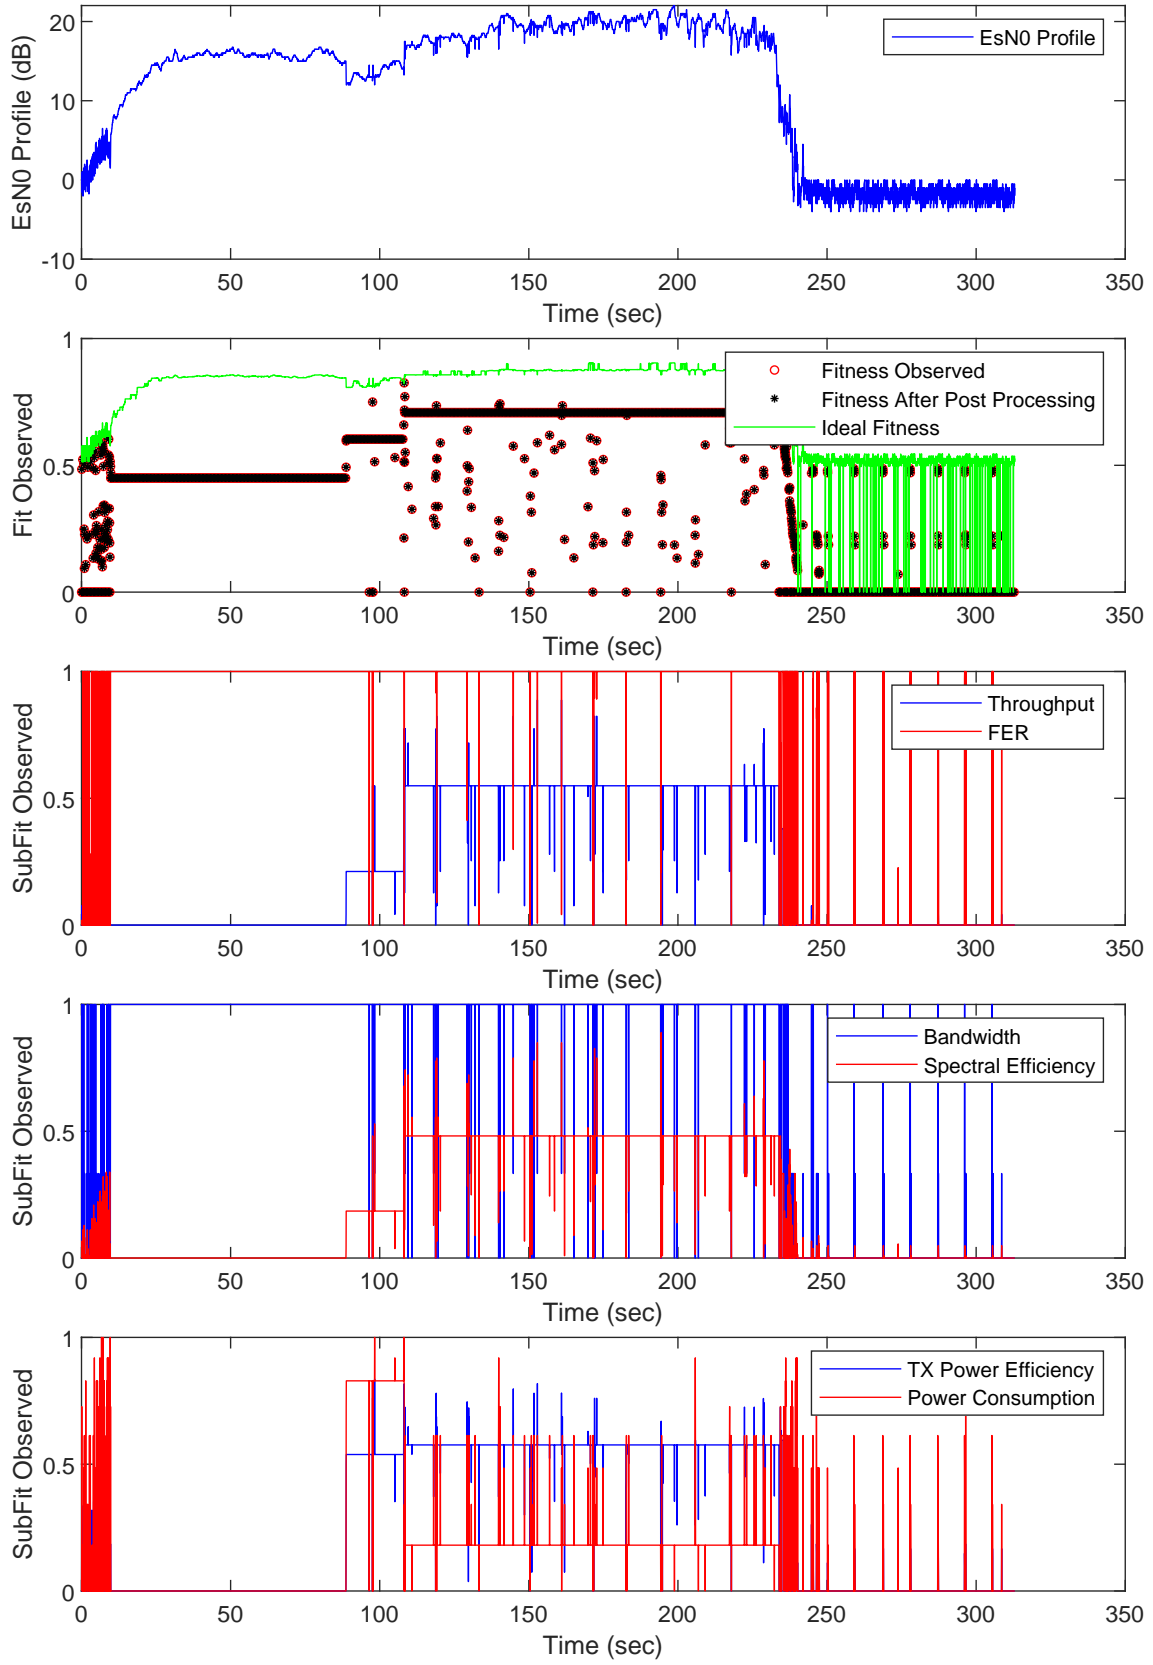 20
10
0
-10
EsN0 Profile (dB)
EsN0 Profile
0 50 100 150 200 250 300 350
Time (sec)
1
0.5
0
Fit Observed
Fitness Observed
Fitness After Post Processing
Ideal Fitness
0 50 100 150 200 250 300 350
Time (sec)
1
0.5
0
SubFit Observed
Throughput
FER
0 50 100 150 200 250 300 350
Time (sec)
1
0.5
0
SubFit Observed
Bandwidth
Spectral Efficiency
0 50 100 150 200 250 300 350
Time (sec)
1
0.5
0
SubFit Observed
TX Power Efficiency
Power Consumption
0 50 100 150 200 250 300 350
Time (sec)